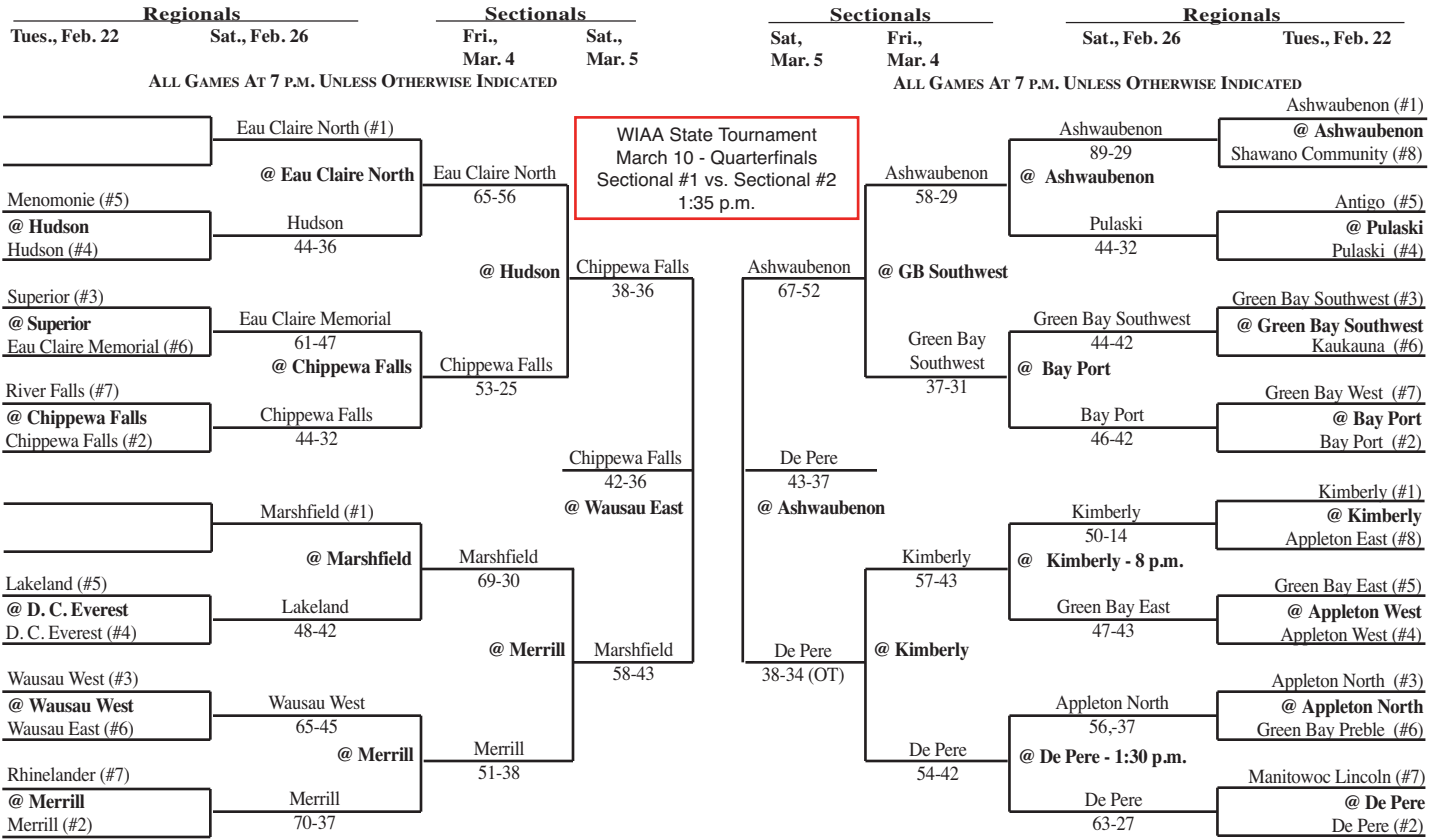 Regionals
Sectionals
Tues., Feb. 22
Sat., Feb. 26
Fri.,
Mar. 4
Sat.,
Mar. 5
ALL GAMES AT 7 P.M. UNLESS OTHERWISE INDICATED
Eau Claire North (#1)
@ Eau Claire North
Eau Claire North
65-56
Menomonie (#5)
@ Hudson
Hudson (#4)
Hudson
44-36
@ Hudson
Chippewa Falls
38-36
Superior (#3)
@ Superior
Eau Claire Memorial (#6)
Eau Claire Memorial
61-47
@ Chippewa Falls
Chippewa Falls
53-25
River Falls (#7)
@ Chippewa Falls
Chippewa Falls (#2)
Chippewa Falls
44-32
Chippewa Falls
42-36
@ Wausau East
Marshfield (#1)
@ Marshfield
Marshfield
69-30
Lakeland (#5)
@ D. C. Everest
D. C. Everest (#4)
Lakeland
48-42
@ Merrill
Marshfield
58-43
Wausau West (#3)
@ Wausau West
Wausau East (#6)
Wausau West
65-45
@ Merrill
Merrill
51-38
Rhinelander (#7)
@ Merrill
Merrill (#2)
Merrill
70-37
WIAA State Tournament
March 10 - Quarterfinals
Sectional #1 vs. Sectional #2
1:35 p.m.
Sectionals
Regionals
Sat,
Mar. 5
Fri.,
Mar. 4
Sat., Feb. 26
Tues., Feb. 22
ALL GAMES AT 7 P.M. UNLESS OTHERWISE INDICATED
Ashwaubenon (#1)
@ Ashwaubenon
Shawano Community (#8)
Ashwaubenon
89-29
@ Ashwaubenon
Ashwaubenon
58-29
Antigo (#5)
@ Pulaski
Pulaski (#4)
Pulaski
44-32
@ GB Southwest
Ashwaubenon
67-52
Green Bay Southwest (#3)
@ Green Bay Southwest
Kaukauna (#6)
Green Bay Southwest
44-42
@ Bay Port
Green Bay
Southwest
37-31
Green Bay West (#7)
@ Bay Port
Bay Port (#2)
Bay Port
46-42
De Pere
43-37
@ Ashwaubenon
Kimberly (#1)
@ Kimberly
Appleton East (#8)
Kimberly
50-14
@ Kimberly - 8 p.m.
Kimberly
57-43
Green Bay East (#5)
@ Appleton West
Appleton West (#4)
Green Bay East
47-43
@ Kimberly
De Pere
38-34 (OT)
Appleton North (#3)
@ Appleton North
Green Bay Preble (#6)
Appleton North
56,-37
@ De Pere - 1:30 p.m.
De Pere
54-42
Manitowoc Lincoln (#7)
@ De Pere
De Pere (#2)
De Pere
63-27